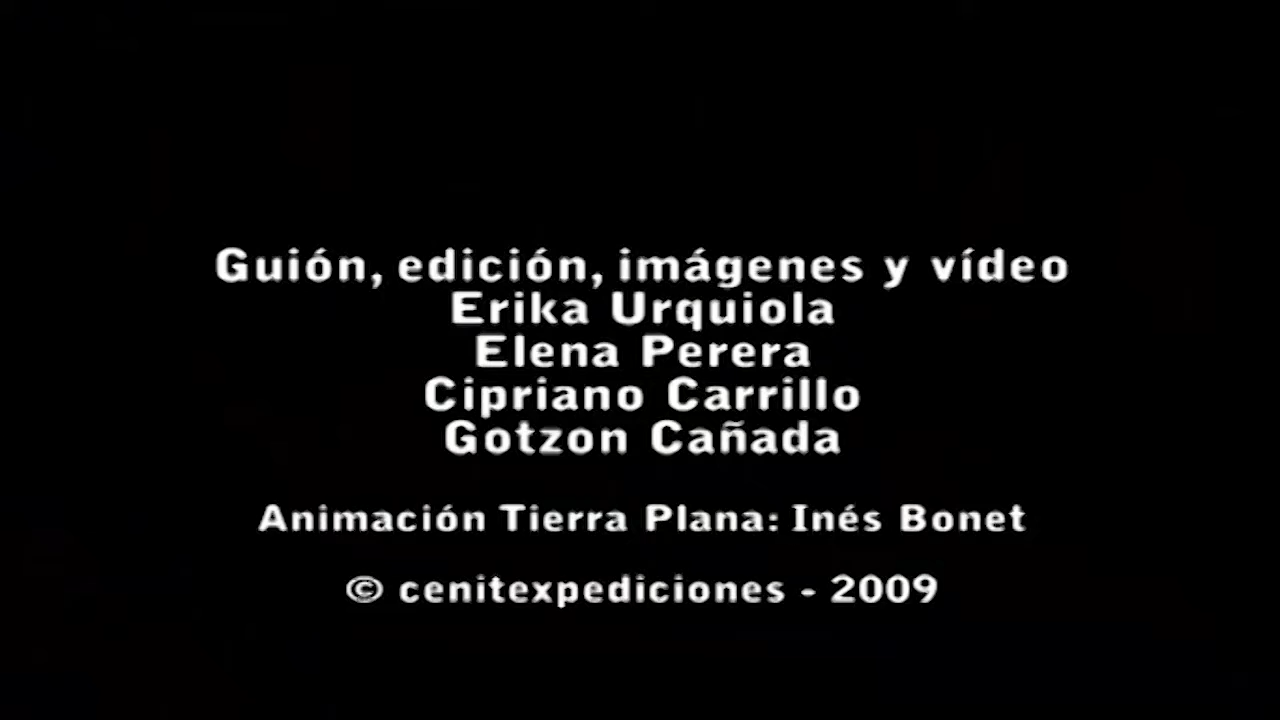 Guión, edición, imágenes y vídeo
Erika Urquiola
Elena Perera
Cipriano Carrillo
Gotzon Cañada
Animación Tierra Plana: Inés Bonet
© cenitexpediciones - 2009